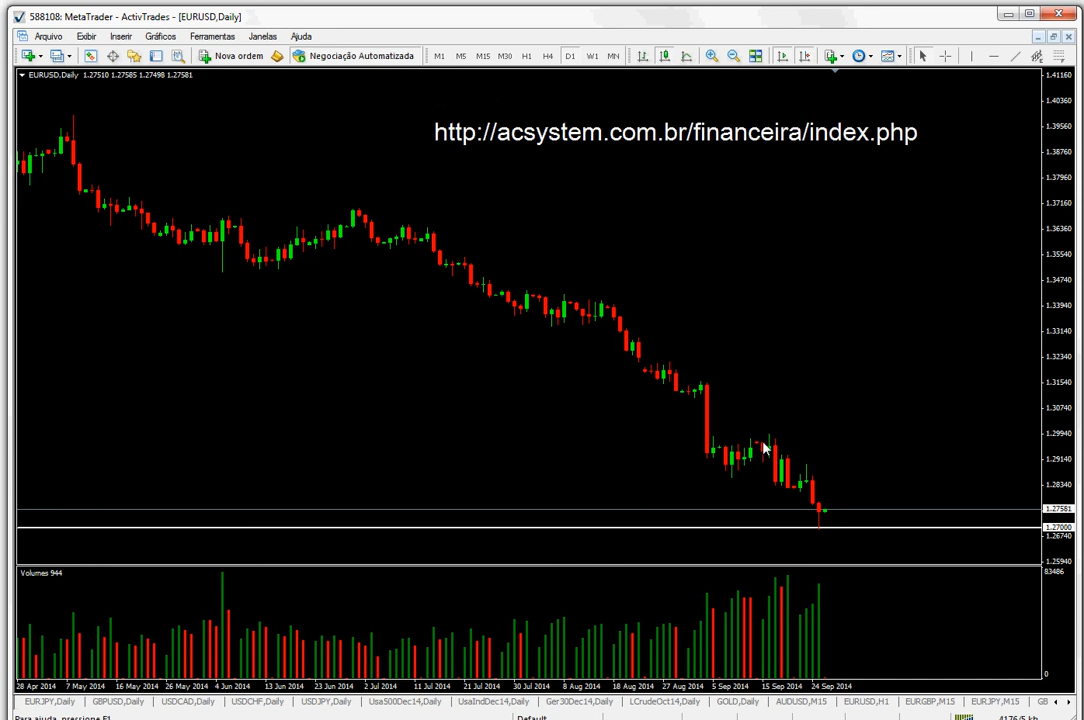 588108: MetaTrader - ActivTrades - [EURUSD,Daily]
Arquivo Exibir Inserir Gráficos Ferramentas Janelas Ajuda
Nova ordem Negociação Automatizada M1 M5 M15 M30 H1 H4 D1 W1 MN
EURUSD,Daily 1.27510 1.27585 1.27498 1.27581
http://acsystem.com.br/financeira/index.php
1.41160
1.40360
1.39560
1.38760
1.37960
1.37160
1.36360
1.35540
1.34740
1.33940
1.33140
1.32340
1.31540
1.30740
1.29940
1.29140
1.28340
1.27581
1.27000
1.26740
1.25940
Volumes 944
83486
0
28 Apr 2014 7 May 2014 16 May 2014 26 May 2014 4 Jun 2014 13 Jun 2014 23 Jun 2014 2 Jul 2014 11 Jul 2014 21 Jul 2014 30 Jul 2014 8 Aug 2014 18 Aug 2014 27 Aug 2014 5 Sep 2014 15 Sep 2014 24 Sep 2014
EURJPY,Daily GBPUSD,Daily USDCAD,Daily USDCHF,Daily USDJPY,Daily Usa500Dec14,Daily UsaIndDec14,Daily Ger30Dec14,Daily LCrudeOct14,Daily GOLD,Daily AUDUSD,M15 EURUSD,H1 EURGBP,M15 EURJPY,M15 GB
Para ajuda, pressione F1 Default 4176/5 kb